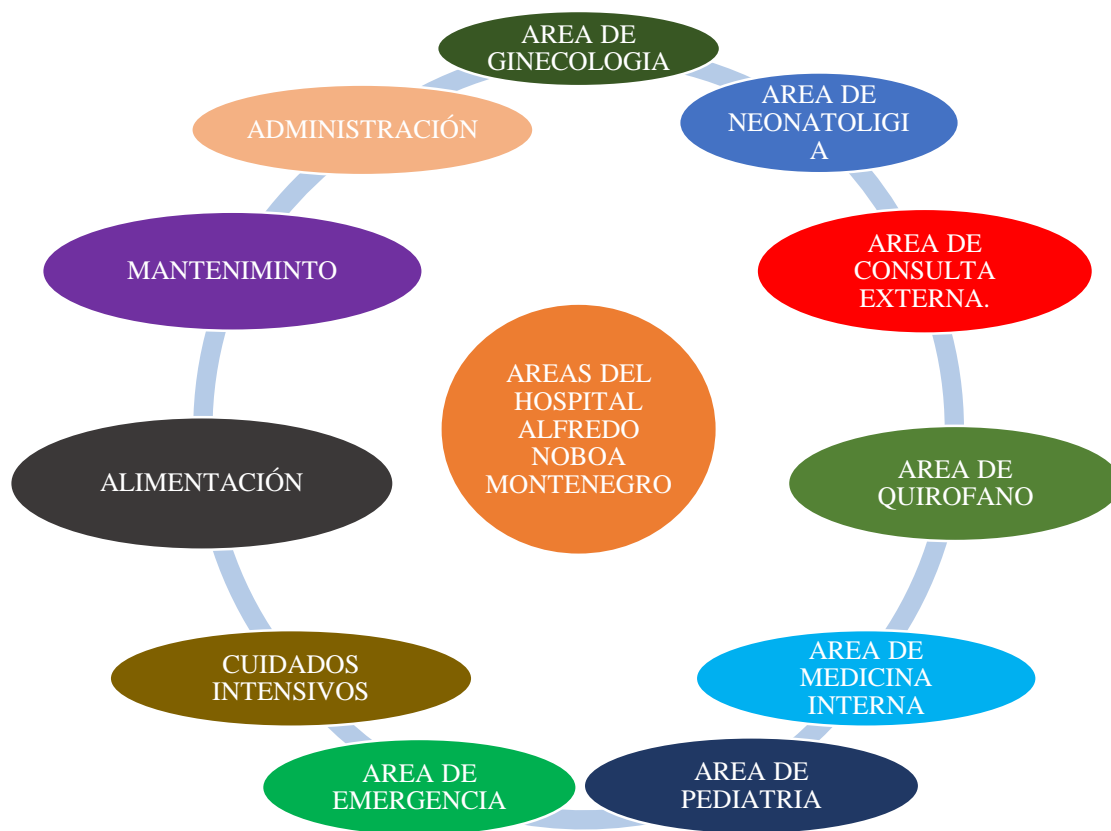 AREA DE
GINECOLOGIA
AREA DE
NEONATOLIGI
A
AREA DE
CONSULTA
EXTERNA.
AREA DE
QUIROFANO
AREA DE
MEDICINA
INTERNA
AREA DE
PEDIATRIA
AREA DE
EMERGENCIA
CUIDADOS
INTENSIVOS
ALIMENTACIÓN
MANTENIMINTO
ADMINISTRACIÓN
AREAS DEL
HOSPITAL
ALFREDO
NOBOA
MONTENEGRO